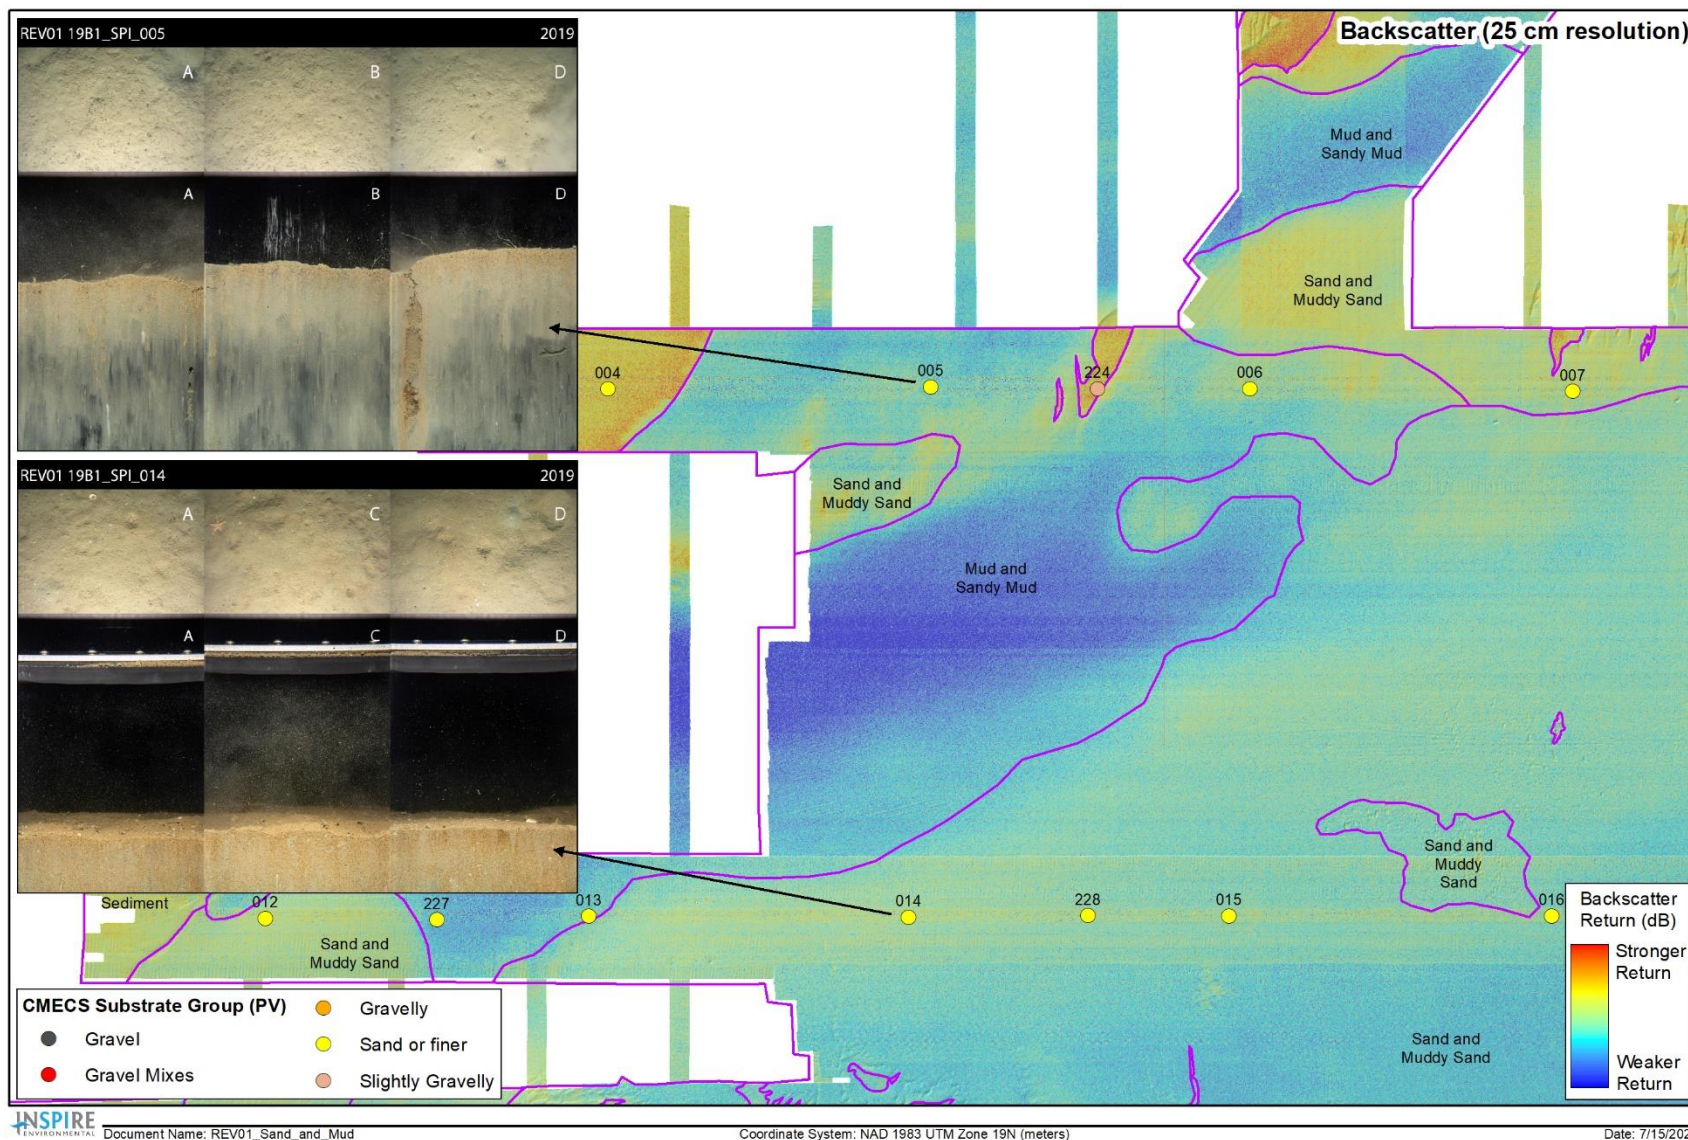 Backscatter (25 cm resolution)
REV01 19B1_SPI_005 2019
A B D
A B D
REV01 19B1_SPI_014 2019
A C D
A C D
Mud and
Sandy Mud
Sand and
Muddy Sand
004
005
224
006
007
Sand and
Muddy Sand
Mud and
Sandy Mud
Sand and
Muddy
Sand
Sediment
012
227
013
014
228
015
016
Sand and
Muddy Sand
Sand and
Muddy Sand
CMECS Substrate Group (PV)
Gravel
Gravel Mixes
Gravelly
Sand or finer
Slightly Gravelly
Backscatter
Return (dB)
Stronger
Return
Weaker
Return
INSPIRE
ENVIRONMENTAL
Document Name: REV01_Sand_and_Mud
Coordinate System: NAD 1983 UTM Zone 19N (meters)
Date: 7/15/202